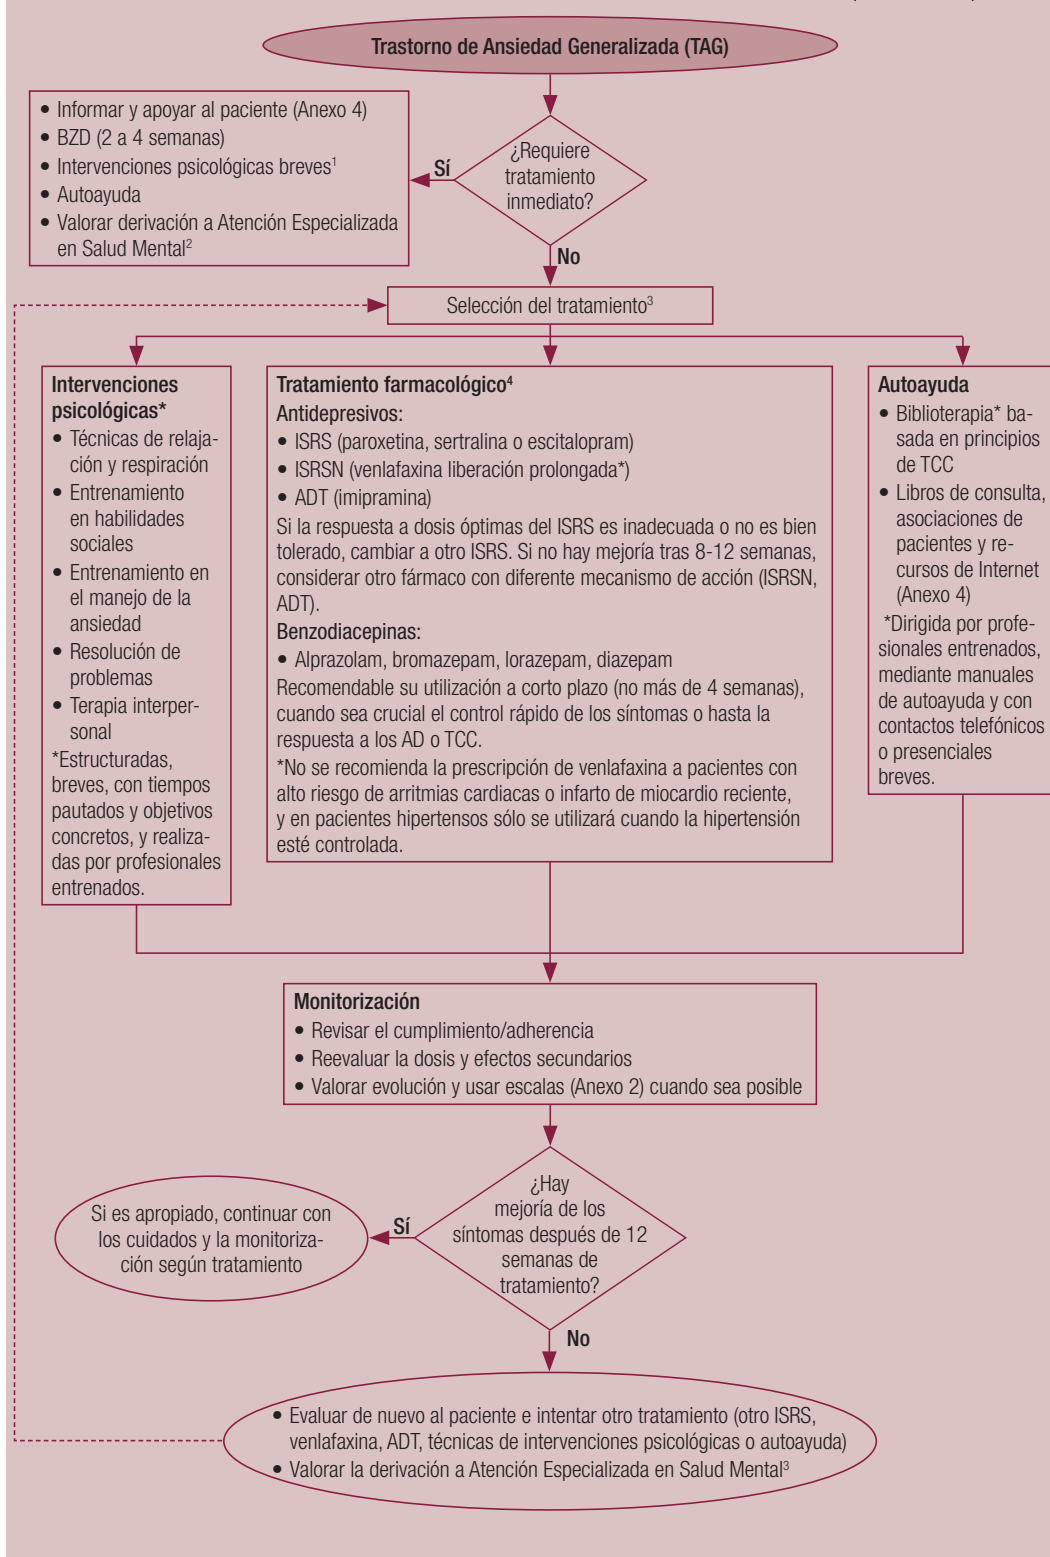 Trastorno de Ansiedad Generalizada (TAG)
• Informar y apoyar al paciente (Anexo 4)
• BZD (2 a 4 semanas)
• Intervenciones psicológicas breves¹
• Autoayuda
• Valorar derivación a Atención Especializada
en Salud Mental²
Sí
¿Requiere
tratamiento
inmediato?
No
Selección del tratamiento³
Intervenciones
psicológicas*
• Técnicas de relaja-
ción y respiración
• Entrenamiento
en habilidades
sociales
• Entrenamiento en
el manejo de la
ansiedad
• Resolución de
problemas
• Terapia interper-
sonal
*Estructuradas,
breves, con tiempos
pautados y objetivos
concretos, y realiza-
das por profesionales
entrenados.
Tratamiento farmacológico⁴
Antidepresivos:
• ISRS (paroxetina, sertralina o escitalopram)
• ISRSN (venlafaxina liberación prolongada*)
• ADT (imipramina)
Si la respuesta a dosis óptimas del ISRS es inadecuada o no es bien
tolerado, cambiar a otro ISRS. Si no hay mejoría tras 8-12 semanas,
considerar otro fármaco con diferente mecanismo de acción (ISRSN,
ADT).
Benzodiacepinas:
• Alprazolam, bromazepam, lorazepam, diazepam
Recomendable su utilización a corto plazo (no más de 4 semanas),
cuando sea crucial el control rápido de los síntomas o hasta la
respuesta a los AD o TCC.
*No se recomienda la prescripción de venlafaxina a pacientes con
alto riesgo de arritmias cardiacas o infarto de miocardio reciente,
y en pacientes hipertensos sólo se utilizará cuando la hipertensión
esté controlada.
Autoayuda
• Biblioterapia* ba-
sada en principios
de TCC
• Libros de consulta,
asociaciones de
pacientes y re-
cursos de Internet
(Anexo 4)
*Dirigida por profe-
sionales entrenados,
mediante manuales
de autoayuda y con
contactos telefónicos
o presenciales
breves.
Monitorización
• Revisar el cumplimiento/adherencia
• Reevaluar la dosis y efectos secundarios
• Valorar evolución y usar escalas (Anexo 2) cuando sea posible
¿Hay
mejoría de los
síntomas después de 12
semanas de
tratamiento?
Sí
Si es apropiado, continuar con
los cuidados y la monitoriza-
ción según tratamiento
No
• Evaluar de nuevo al paciente e intentar otro tratamiento (otro ISRS,
venlafaxina, ADT, técnicas de intervenciones psicológicas o autoayuda)
• Valorar la derivación a Atención Especializada en Salud Mental³